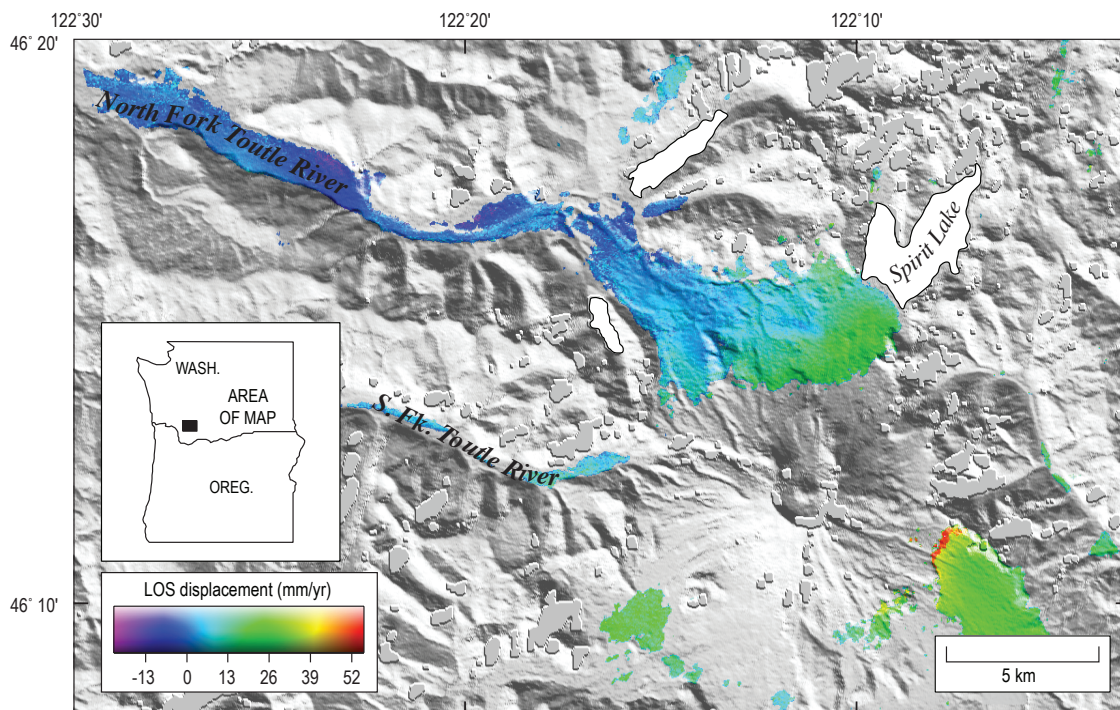 122˚30'
122˚20'
122˚10'
46˚ 20'
North Fork Toutle River
Spirit Lake
WASH.
AREA
OF MAP
OREG.
S. Fk. Toutle River
46˚ 10'
LOS displacement (mm/yr)
-13 0 13 26 39 52
5 km